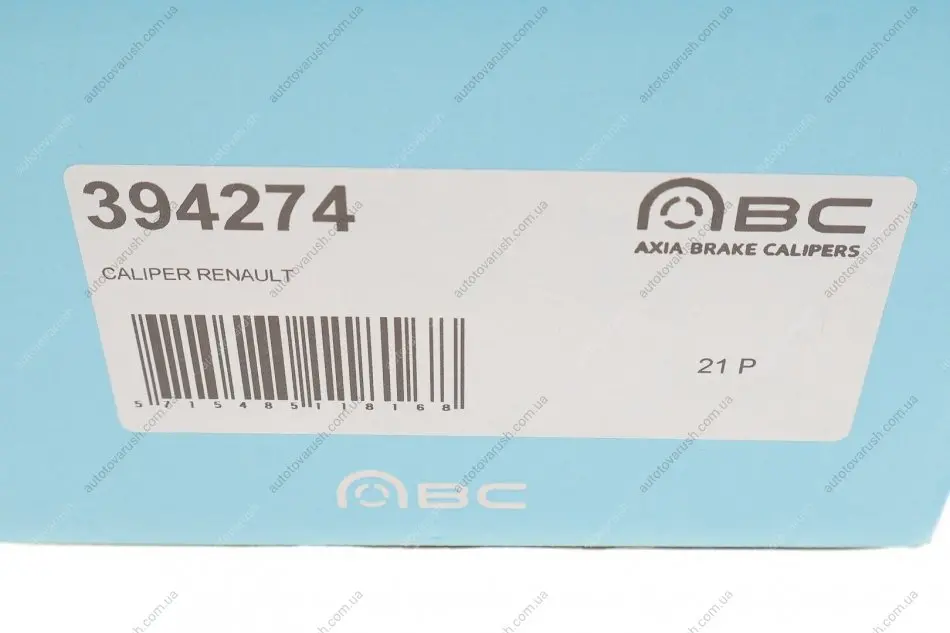 394274
ABC
AXIA BRAKE CALIPERS
CALIPER RENAULT
21 P
5715485118168
ABC
autotovarush.com.ua